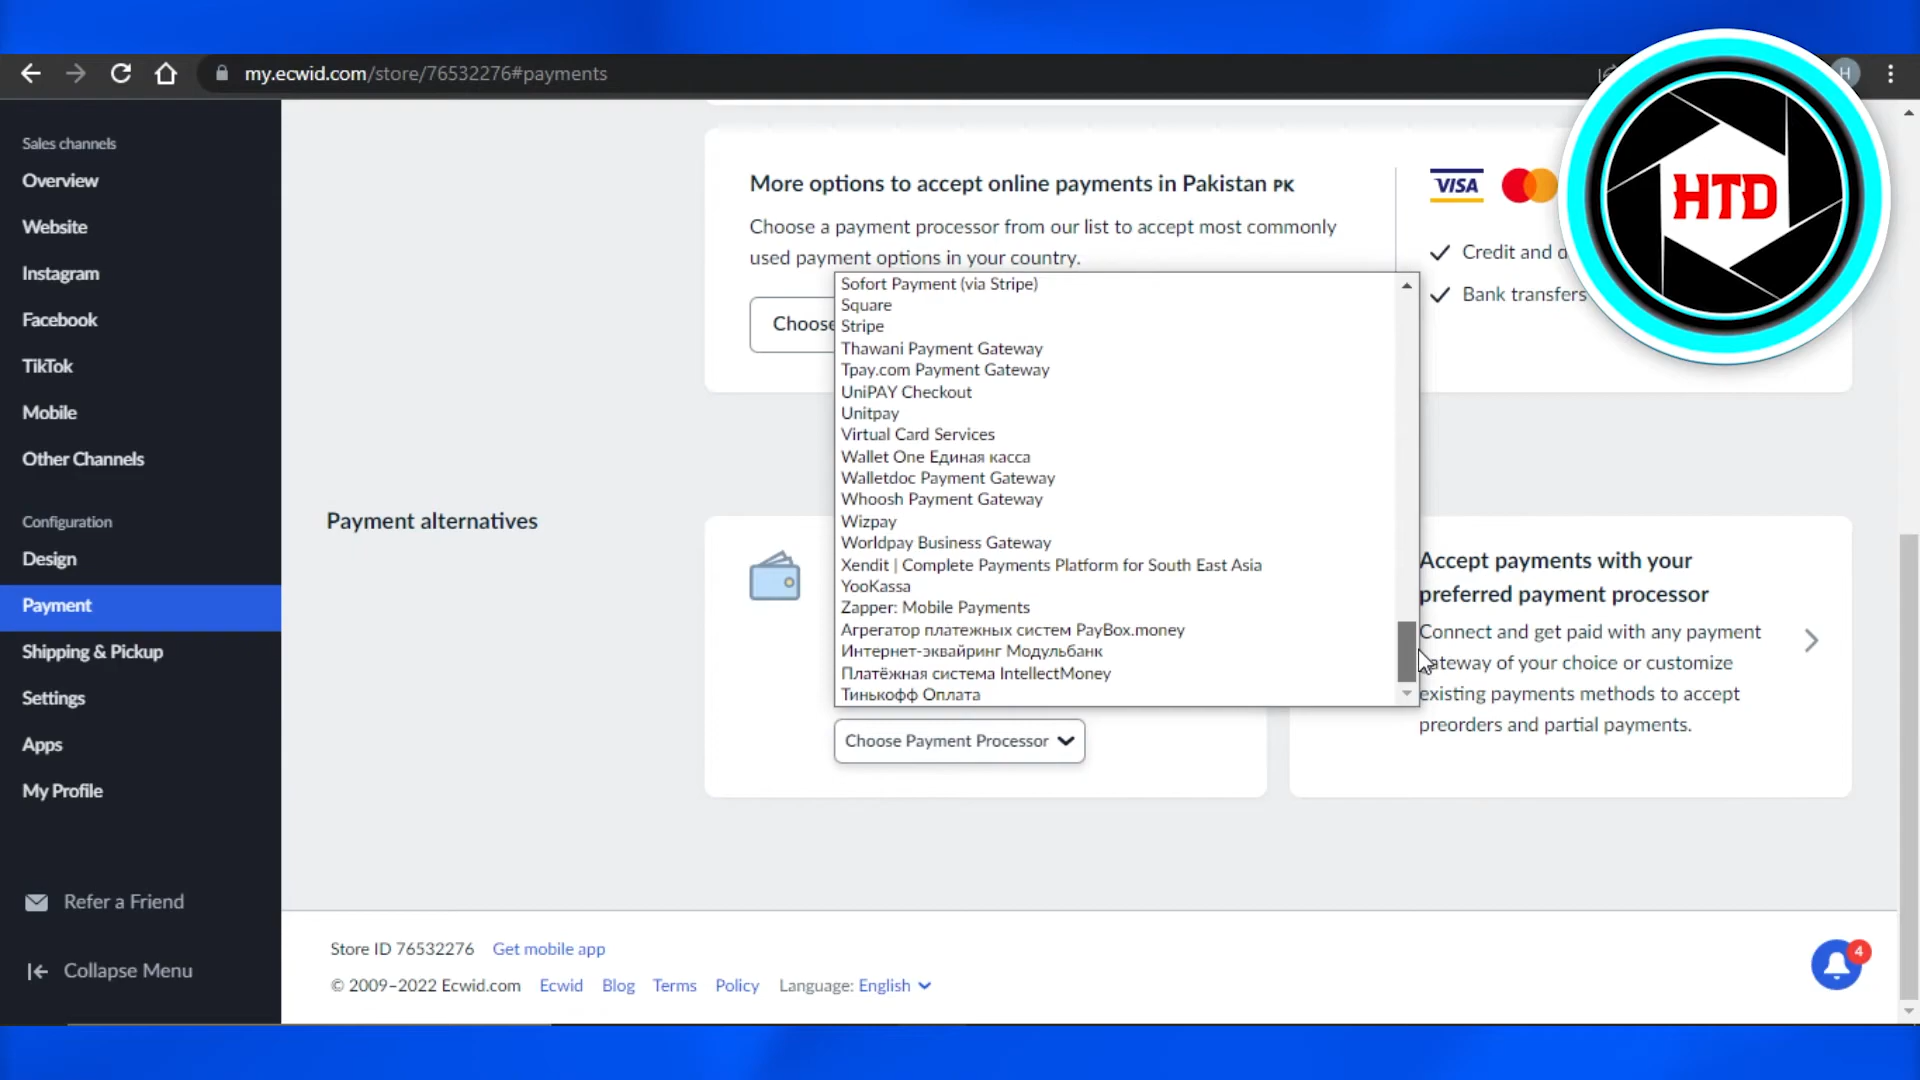 my.ecwid.com/store/76532276#payments
H
HTD
Sales channels
Overview
Website
Instagram
Facebook
TikTok
Mobile
Other Channels
Configuration
Design
Payment
Shipping & Pickup
Settings
Apps
My Profile
Refer a Friend
Collapse Menu
More options to accept online payments in Pakistan PK
Choose a payment processor from our list to accept most commonly
used payment options in your country.
Choose
VISA
Credit and
Bank transfers
Payment alternatives
Sofort Payment (via Stripe)
Square
Stripe
Thawani Payment Gateway
Tpay.com Payment Gateway
UniPAY Checkout
Unitpay
Virtual Card Services
Wallet One Единая касса
Walletdoc Payment Gateway
Whoosh Payment Gateway
Wizpay
Worldpay Business Gateway
Xendit | Complete Payments Platform for South East Asia
YooKassa
Zapper: Mobile Payments
Агрегатор платежных систем PayBox.money
Интернет-эквайринг Модульбанк
Платёжная система IntellectMoney
Тинькофф Оплата
Choose Payment Processor
Accept payments with your
preferred payment processor
Connect and get paid with any payment
gateway of your choice or customize
existing payments methods to accept
preorders and partial payments.
Store ID 76532276 Get mobile app
© 2009–2022 Ecwid.com Ecwid Blog Terms Policy Language: English
4